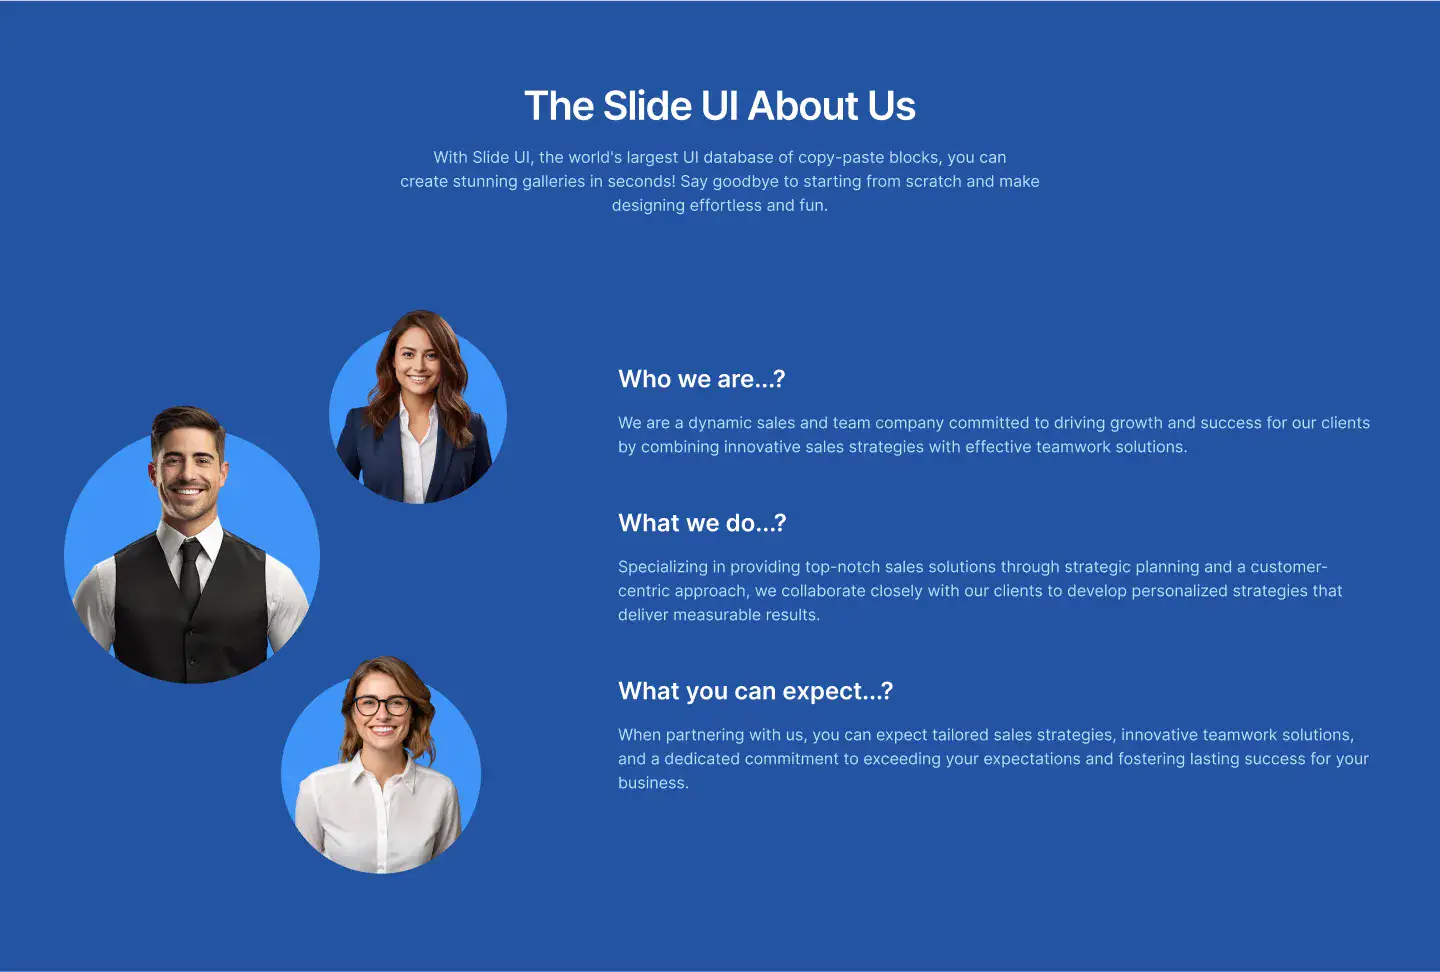 The Slide UI About Us
With Slide UI, the world's largest UI database of copy-paste blocks, you can
create stunning galleries in seconds! Say goodbye to starting from scratch and make
designing effortless and fun.
Who we are...?
We are a dynamic sales and team company committed to driving growth and success for our clients
by combining innovative sales strategies with effective teamwork solutions.
What we do...?
Specializing in providing top-notch sales solutions through strategic planning and a customer-
centric approach, we collaborate closely with our clients to develop personalized strategies that
deliver measurable results.
What you can expect...?
When partnering with us, you can expect tailored sales strategies, innovative teamwork solutions,
and a dedicated commitment to exceeding your expectations and fostering lasting success for your
business.